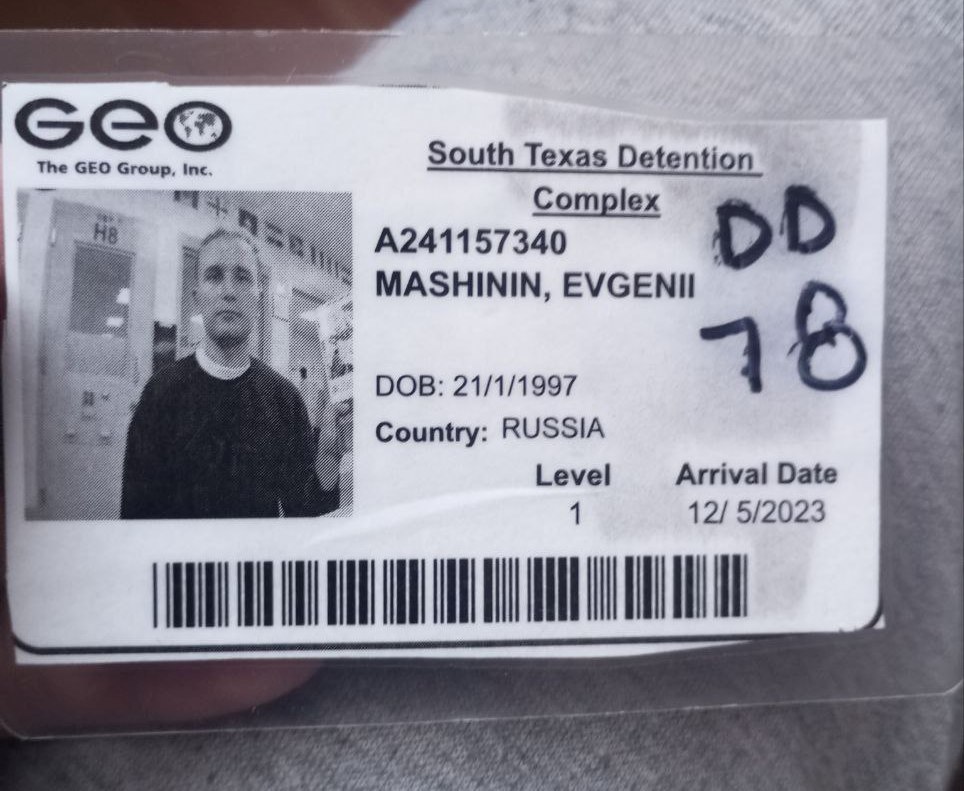 GEO
The GEO Group, Inc.
H8
South Texas Detention
Complex
A241157340
MASHININ, EVGENII
DD
78
DOB: 21/1/1997
Country: RUSSIA
Level Arrival Date
1 12/ 5/2023